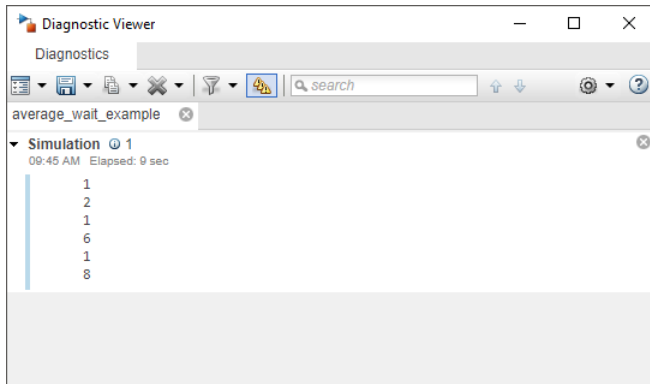 Diagnostic Viewer
Diagnostics
search
average_wait_example
Simulation 1
09:45 AM Elapsed: 9 sec
1
2
1
6
1
8